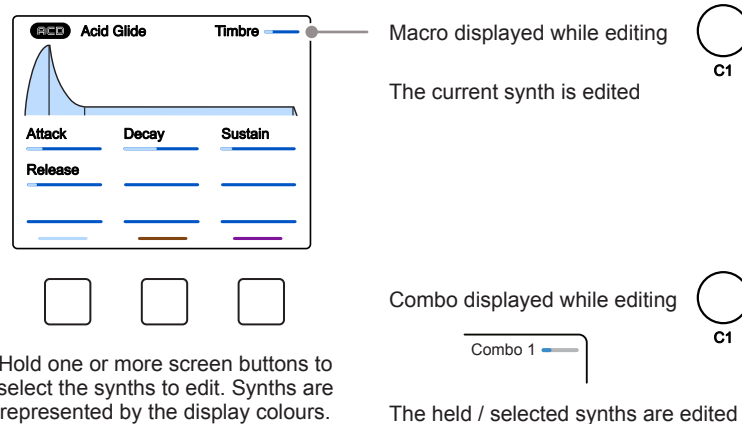 ACD Acid Glide Timbre
Attack Decay Sustain
Release
Hold one or more screen buttons to
select the synths to edit. Synths are
represented by the display colours.
Macro displayed while editing
C1
The current synth is edited
Combo displayed while editing
C1
Combo 1
The held / selected synths are edited